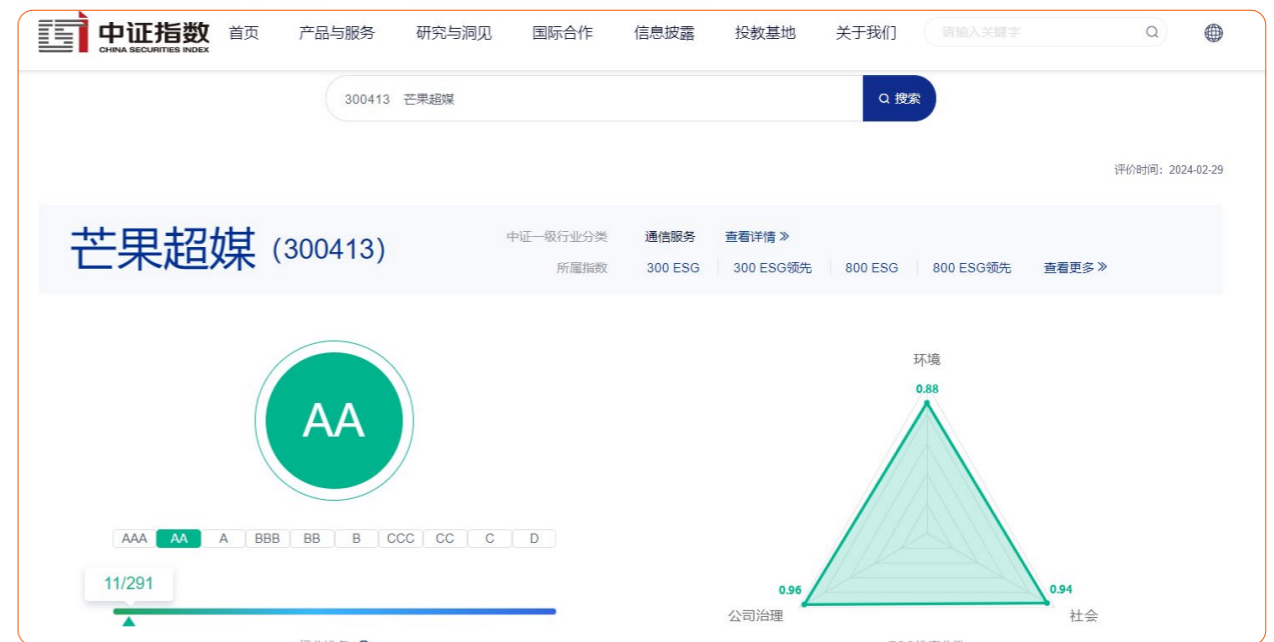 中证指数
CHINA SECURITIES INDEX
首页 产品与服务 研究与洞见 国际合作 信息披露 投教基地 关于我们 请输入关键字
300413 芒果超媒 搜索
评价时间：2024-02-29
芒果超媒（300413）
中证一级行业分类 通信服务 查看详情 »
所属指数 300 ESG 300 ESG领先 800 ESG 800 ESG领先 查看更多 »
AA
AAA AA A BBB BB B CCC CC C D
11/291
环境
0.88
0.96
公司治理
0.94
社会